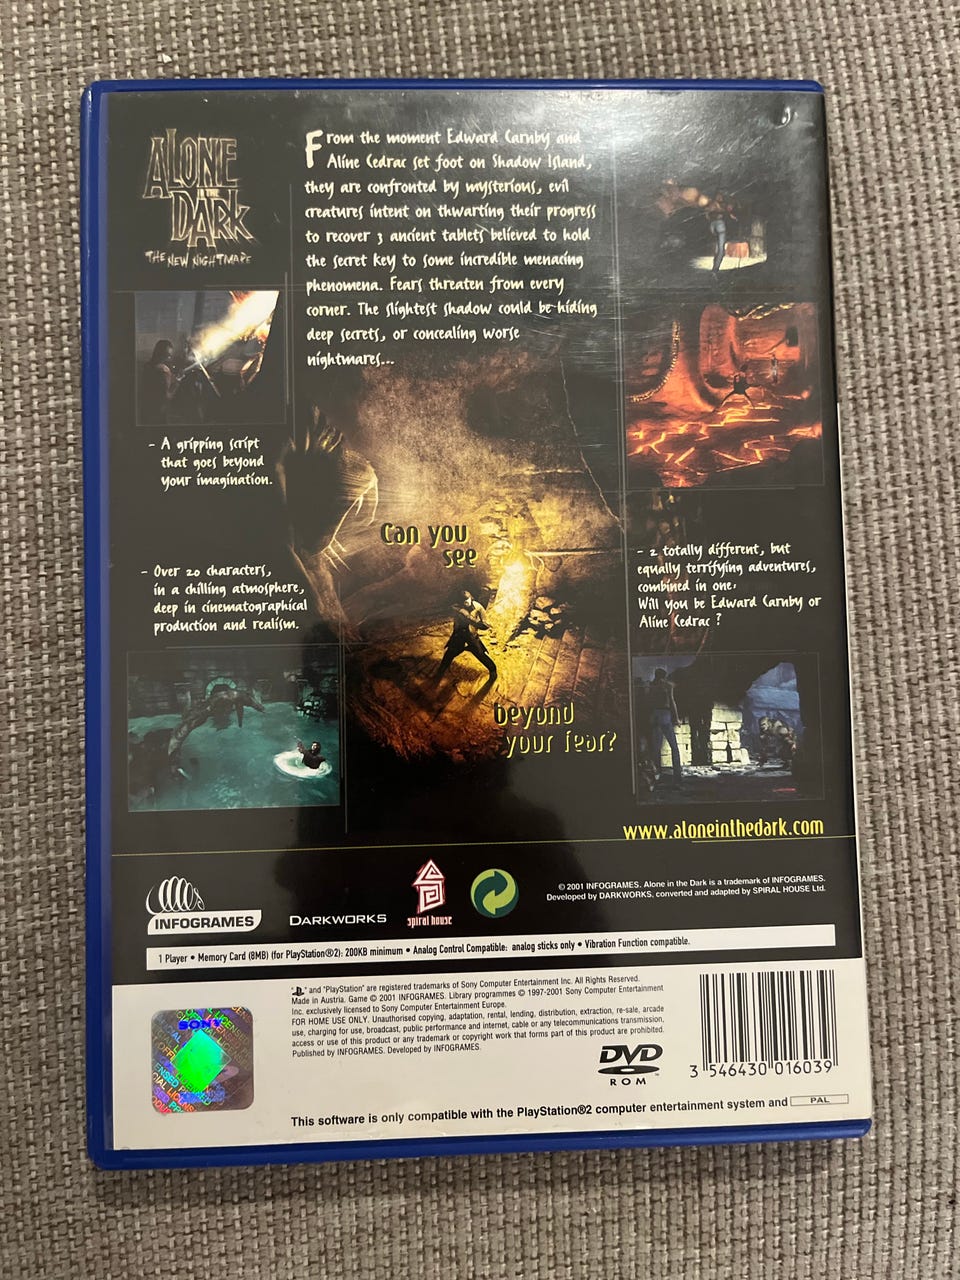 ALONE
IN THE
DARK
THE NEW NIGHTMARE
From the moment Edward Carnby and
Aline Cedrac set foot on Shadow Island,
they are confronted by mysterious, evil
creatures intent on thwarting their progress
to recover 3 ancient tablets believed to hold
the secret key to some incredible menacing
phenomena. Fears threaten from every
corner. The slightest shadow could be hiding
deep secrets, or concealing worse
nightmares...
- A gripping script
that goes beyond
your imagination.
- Over 20 characters,
in a chilling atmosphere,
deep in cinematographical
production and realism.
Can you
see
beyond
your fear?
- 2 totally different, but
equally terrifying adventures,
combined in one:
Will you be Edward Carnby or
Aline Cedrac ?
www.aloneinthedark.com
INFOGRAMES
DARKWORKS
spiral house
© 2001 INFOGRAMES. Alone in the Dark is a trademark of INFOGRAMES.
Developed by DARKWORKS, converted and adapted by SPIRAL HOUSE Ltd.
1 Player • Memory Card (8MB) (for PlayStation®2): 200KB minimum • Analog Control Compatible: analog sticks only • Vibration Function compatible.
" " and "PlayStation" are registered trademarks of Sony Computer Entertainment Inc. All Rights Reserved.
Made in Austria. Game © 2001 INFOGRAMES. Library programmes © 1997-2001 Sony Computer Entertainment
Inc. exclusively licensed to Sony Computer Entertainment Europe.
FOR HOME USE ONLY. Unauthorised copying, adaptation, rental, lending, distribution, extraction, re-sale, arcade
use, charging for use, broadcast, public performance and internet, cable or any telecommunications transmission,
access or use of this product or any trademark or copyright work that forms part of this product are prohibited.
Published by INFOGRAMES. Developed by INFOGRAMES.
SONY
DVD
ROM
3 546430 016039
This software is only compatible with the PlayStation®2 computer entertainment system and PAL